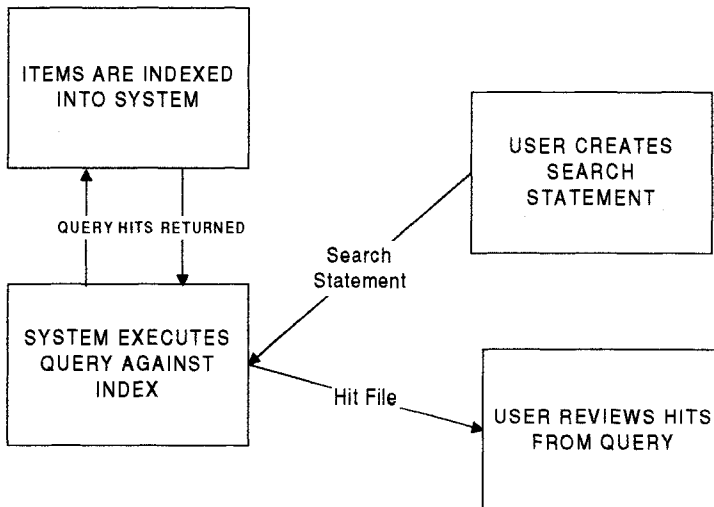 ITEMS ARE INDEXED
INTO SYSTEM
USER CREATES
SEARCH
STATEMENT
QUERY HITS RETURNED
Search
Statement
SYSTEM EXECUTES
QUERY AGAINST
INDEX
Hit File
USER REVIEWS HITS
FROM QUERY